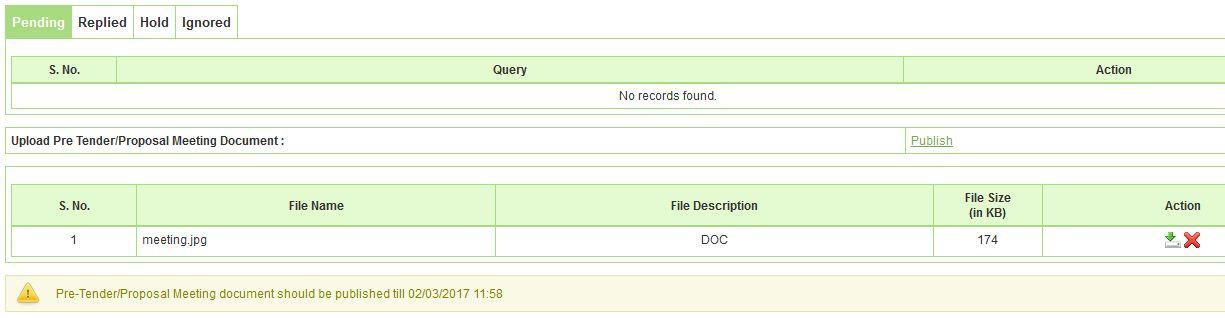 Pending Replied Hold Ignored
S. No. Query Action
No records found.
Upload Pre Tender/Proposal Meeting Document : Publish
S. No. File Name File Description File Size (in KB) Action
1 meeting.jpg DOC 174
Pre-Tender/Proposal Meeting document should be published till 02/03/2017 11:58